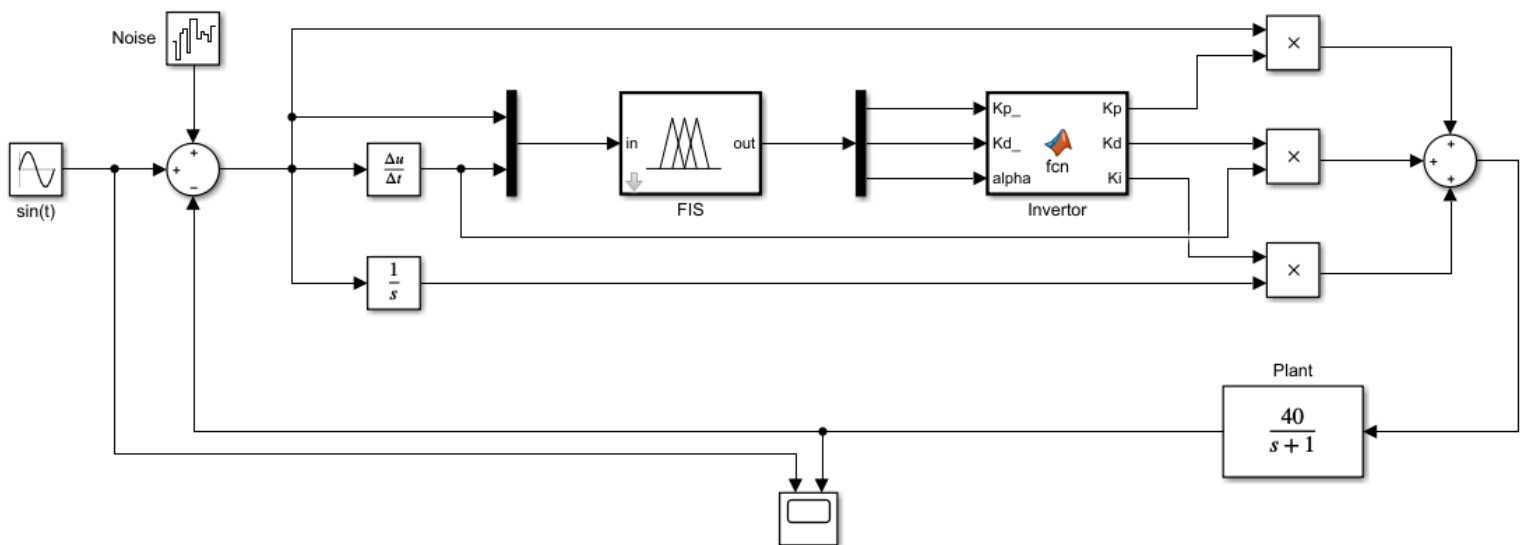 Noise
+
+
−
sin(t)
Δu
Δt
1
s
in
out
FIS
Kp_
Kd_
alpha
fcn
Kp
Kd
Ki
Invertor
×
×
×
+
+
+
Plant
40
s + 1